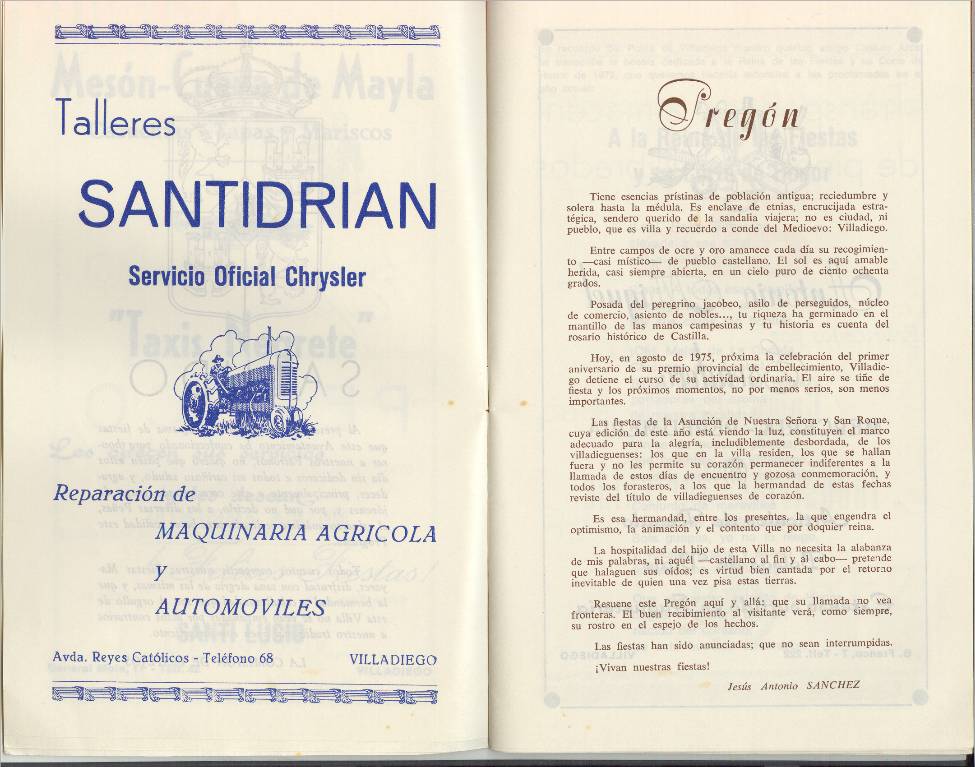 Talleres
SANTIDRIAN
Servicio Oficial Chrysler
Reparación de
MAQUINARIA AGRICOLA
y
AUTOMOVILES
Avda. Reyes Católicos - Teléfono 68 VILLADIEGO
Pregón
Tiene esencias prístinas de población antigua; reciedumbre y
solera hasta la médula. Es enclave de etnias, encrucijada estra-
tégica, sendero querido de la sandalia viajera; no es ciudad, ni
pueblo, que es villa y recuerdo a conde del Medioevo: Villadiego.
Entre campos de ocre y oro amanece cada día su recogimien-
to —casi místico— de pueblo castellano. El sol es aquí amable
herida, casi siempre abierta, en un cielo puro de ciento ochenta
grados.
Posada del peregrino jacobeo, asilo de perseguidos, núcleo
de comercio, asiento de nobles..., tu riqueza ha germinado en el
mantillo de las manos campesinas y tu historia es cuenta del
rosario histórico de Castilla.
Hoy, en agosto de 1975, próxima la celebración del primer
aniversario de su premio provincial de embellecimiento, Villadie-
go detiene el curso de su actividad ordinaria. El aire se tiñe de
fiesta y los próximos momentos, no por menos serios, son menos
importantes.
Las fiestas de la Asunción de Nuestra Señora y San Roque,
cuya edición de este año está viendo la luz, constituyen el marco
adecuado para la alegría, includiblemente desbordada, de los
villadieguenses: los que en la villa residen, los que se hallan
fuera y no les permite su corazón permanecer indiferentes a la
llamada de estos días de encuentro y gozosa conmemoración, y
todos los forasteros, a los que la hermandad de estas fechas
reviste del título de villadieguenses de corazón.
Es esa hermandad, entre los presentes, la que engendra el
optimismo, la animación y el contento que por doquier reina.
La hospitalidad del hijo de esta Villa no necesita la alabanza
de mis palabras, ni aquél —castellano al fin y al cabo— pretende
que halaguen sus oídos; es virtud bien cantada por el retorno
inevitable de quien una vez pisa estas tierras.
Resuene este Pregón aquí y allá: que su llamada no vea
fronteras. El buen recibimiento al visitante verá, como siempre,
su rostro en el espejo de los hechos.
Las fiestas han sido anunciadas; que no sean interrumpidas.
¡Vivan nuestras fiestas!
Jesús Antonio SANCHEZ